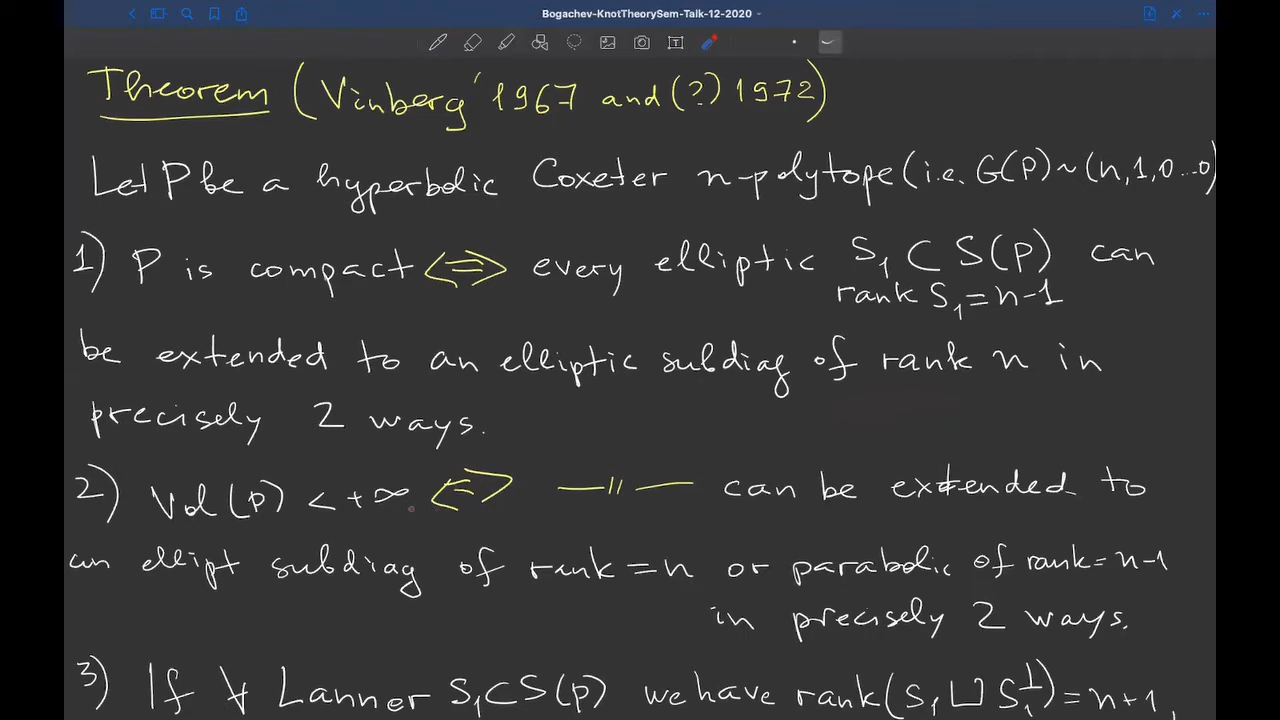 Bogachev-KnotTheorySem-Talk-12-2020
Theorem (Vinberg' 1967 and (?) 1972)
Let P be a hyperbolic Coxeter n-polytope (i.e. G(P) ~ (n,1,0...0)
1) P is compact <=> every elliptic S₁ ⊂ S(P) can
rank S₁ = n-1
be extended to an elliptic subdiag of rank n in
precisely 2 ways.
2) Vol(P) < +∞ <=> —"— can be extended to
an ellipt subdiag of rank = n or parabolic of rank = n-1
in precisely 2 ways.
3) If ∀ Lanner S₁ ⊂ S(P) we have rank(S₁ ⊔ S₁^⊥) = n+1,